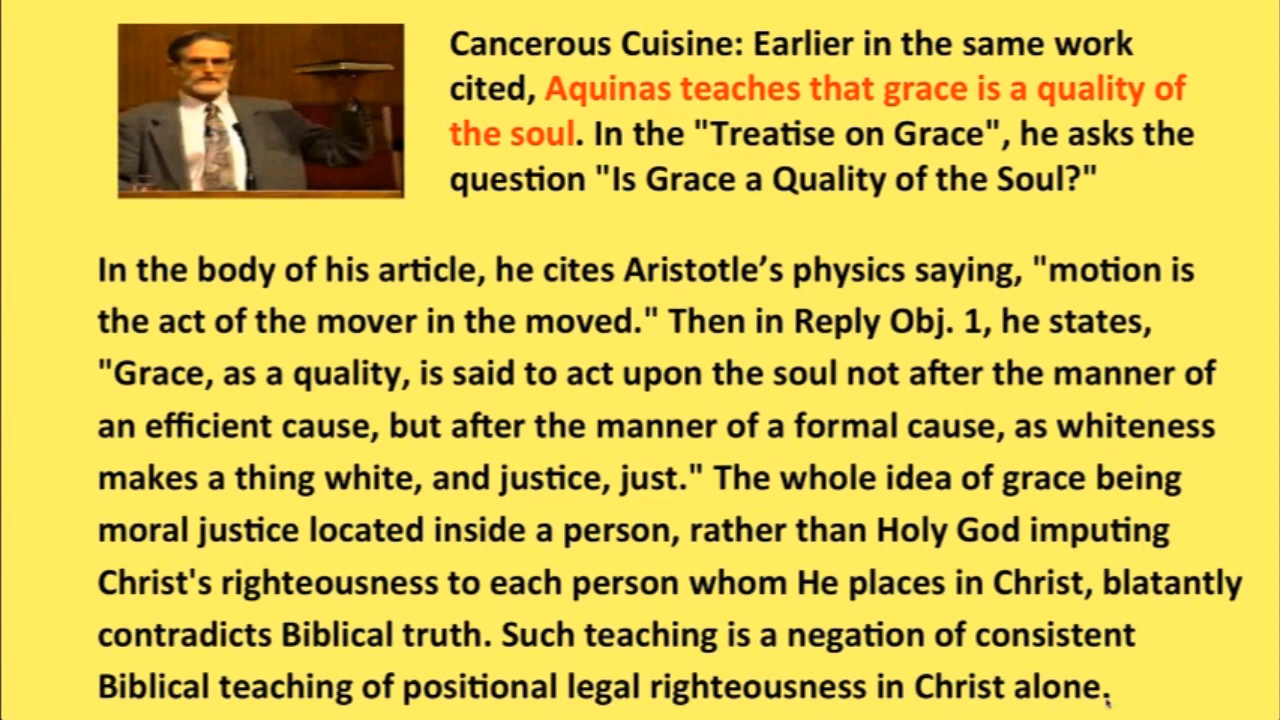 Cancerous Cuisine: Earlier in the same work
cited, Aquinas teaches that grace is a quality of
the soul. In the "Treatise on Grace", he asks the
question "Is Grace a Quality of the Soul?"
In the body of his article, he cites Aristotle’s physics saying, "motion is
the act of the mover in the moved." Then in Reply Obj. 1, he states,
"Grace, as a quality, is said to act upon the soul not after the manner of
an efficient cause, but after the manner of a formal cause, as whiteness
makes a thing white, and justice, just." The whole idea of grace being
moral justice located inside a person, rather than Holy God imputing
Christ's righteousness to each person whom He places in Christ, blatantly
contradicts Biblical truth. Such teaching is a negation of consistent
Biblical teaching of positional legal righteousness in Christ alone.